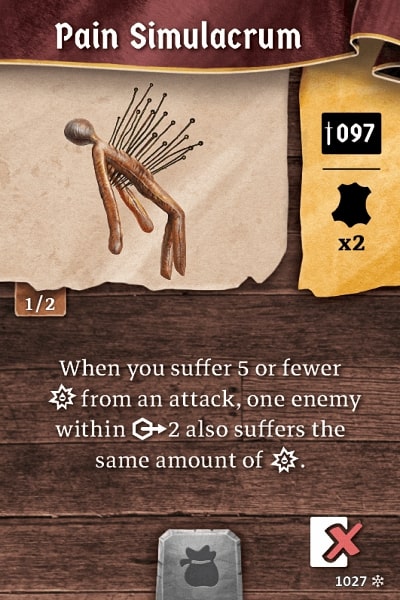 Pain Simulacrum
097
x2
1/2
When you suffer 5 or fewer
from an attack, one enemy
within 2 also suffers the
same amount of .
1027